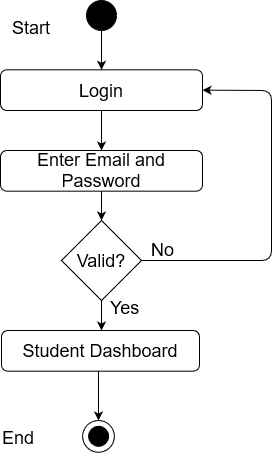 Start
Login
Enter Email and
Password
Valid?
No
Yes
Student Dashboard
End